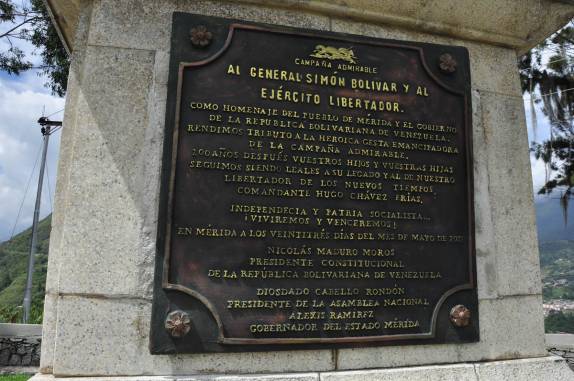 CAMPAÑA ADMIRABLE
AL GENERAL SIMÓN BOLÍVAR Y AL
EJÉRCITO LIBERTADOR.
COMO HOMENAJE DEL PUEBLO DE MÉRIDA Y EL GOBIERNO
DE LA REPUBLICA BOLIVARIANA DE VENEZUELA.
RENDIMOS TRIBUTO A LA HEROICA GESTA EMANCIPADORA
DE LA CAMPAÑA ADMIRABLE.
200 AÑOS DESPUÉS VUESTROS HIJOS Y VUESTRAS HIJAS
SEGUIMOS SIENDO LEALES A SU LEGADO Y AL DE NUESTRO
LIBERTADOR DE LOS NUEVOS TIEMPOS
COMANDANTE HUGO CHÁVEZ FRÍAS.
INDEPENDECIA Y PATRIA SOCIALISTA...
¡VIVIREMOS Y VENCEREMOS!
EN MÉRIDA A LOS VEINTITRÉS DÍAS DEL MES DE MAYO DE 2013
NICOLÁS MADURO MOROS
PRESIDENTE CONSTITUCIONAL
DE LA REPÚBLICA BOLIVARIANA DE VENEZUELA
DIOSDADO CABELLO RONDÓN
PRESIDENTE DE LA ASAMBLEA NACIONAL
ALEXIS RAMÍREZ
GOBERNADOR DEL ESTADO MÉRIDA